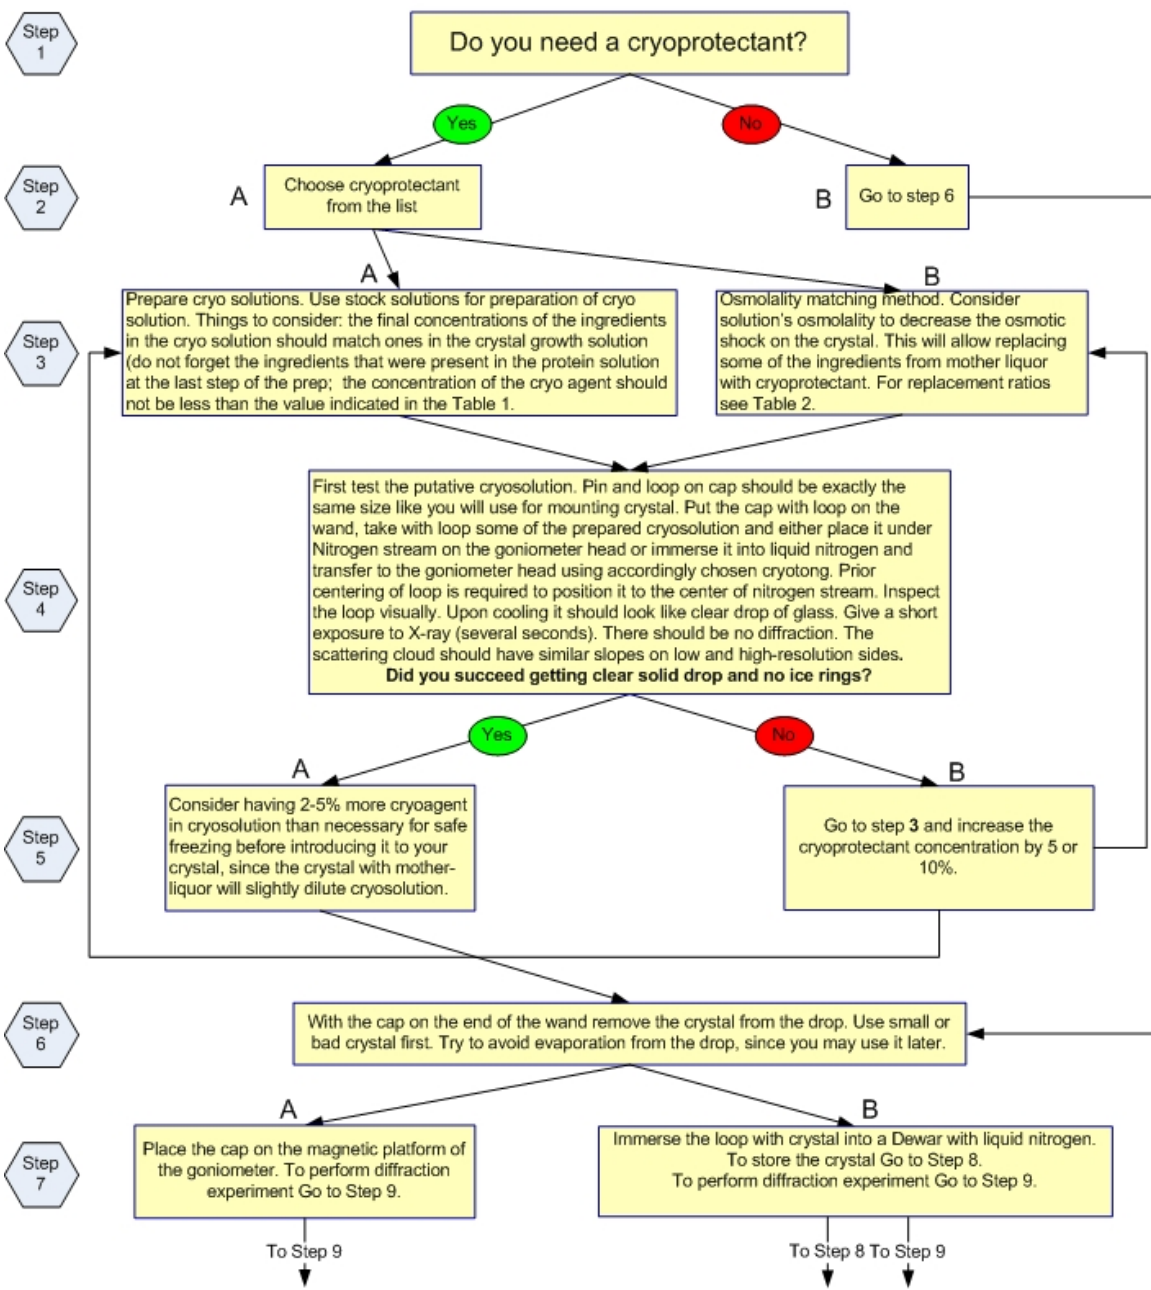 Step
1
Do you need a cryoprotectant?
Yes
No
Step
2
A
Choose cryoprotectant
from the list
B
Go to step 6
Step
3
A
Prepare cryo solutions. Use stock solutions for preparation of cryo
solution. Things to consider: the final concentrations of the ingredients
in the cryo solution should match ones in the crystal growth solution
(do not forget the ingredients that were present in the protein solution
at the last step of the prep;  the concentration of the cryo agent should
not be less than the value indicated in the Table 1.
B
Osmolality matching method. Consider
solution's osmolality to decrease the osmotic
shock on the crystal. This will allow replacing
some of the ingredients from mother liquor
with cryoprotectant. For replacement ratios
see Table 2.
Step
4
First test the putative cryosolution. Pin and loop on cap should be exactly the
same size like you will use for mounting crystal. Put the cap with loop on the
wand, take with loop some of the prepared cryosolution and either place it under
Nitrogen stream on the goniometer head or immerse it into liquid nitrogen and
transfer to the goniometer head using accordingly chosen cryotong. Prior
centering of loop is required to position it to the center of nitrogen stream. Inspect
the loop visually. Upon cooling it should look like clear drop of glass. Give a short
exposure to X-ray (several seconds). There should be no diffraction. The
scattering cloud should have similar slopes on low and high-resolution sides.
Did you succeed getting clear solid drop and no ice rings?
Yes
No
Step
5
A
Consider having 2-5% more cryoagent
in cryosolution than necessary for safe
freezing before introducing it to your
crystal, since the crystal with mother-
liquor will slightly dilute cryosolution.
B
Go to step 3 and increase the
cryoprotectant concentration by 5 or
10%.
Step
6
With the cap on the end of the wand remove the crystal from the drop. Use small or
bad crystal first. Try to avoid evaporation from the drop, since you may use it later.
Step
7
A
Place the cap on the magnetic platform of
the goniometer. To perform diffraction
experiment Go to Step 9.
B
Immerse the loop with crystal into a Dewar with liquid nitrogen.
To store the crystal Go to Step 8.
To perform diffraction experiment Go to Step 9.
To Step 9
To Step 8
To Step 9